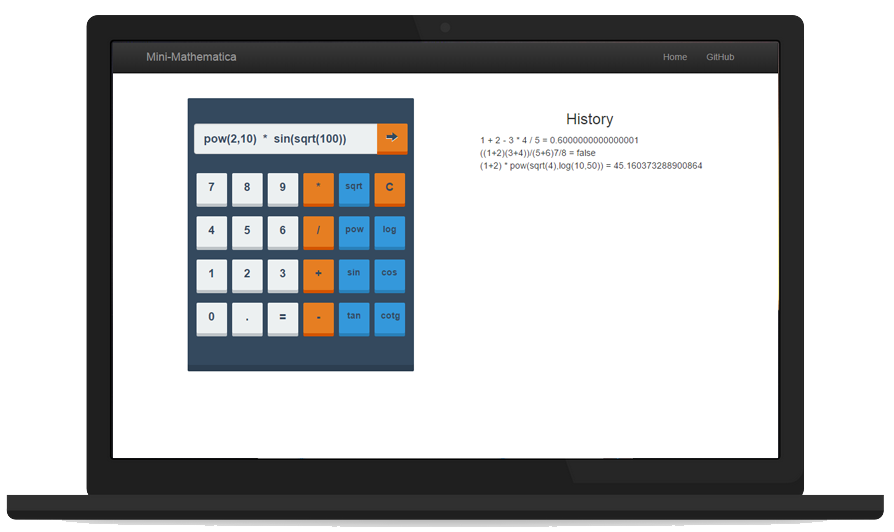 Mini-Mathematica Home GitHub
pow(2,10) * sin(sqrt(100))
7 8 9 * sqrt C
4 5 6 / pow log
1 2 3 + sin cos
0 . = - tan cotg
History
1 + 2 - 3 * 4 / 5 = 0.6000000000000001
((1+2)(3+4))/(5+6)7/8 = false
(1+2) * pow(sqrt(4),log(10,50)) = 45.160373288900864